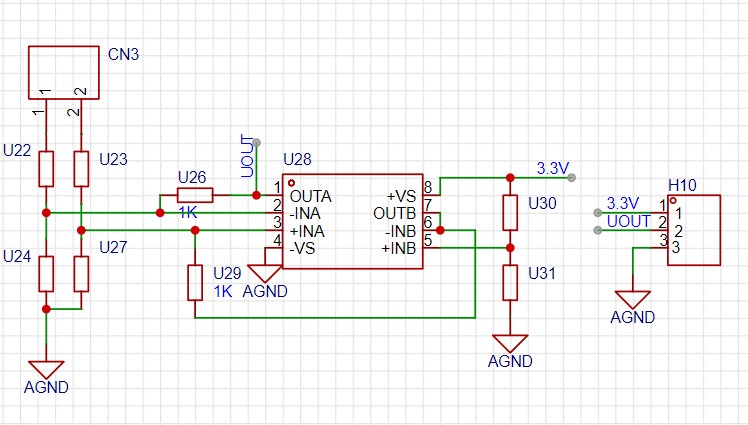 CN3
1
2
1
2
U22
U23
U24
U27
U26
1K
UOUT
U28
1
OUTA
2
-INA
3
+INA
4
-VS
8
+VS
7
OUTB
6
-INB
5
+INB
U29
1K
AGND
AGND
3.3V
U30
U31
AGND
H10
3.3V
1
1
UOUT
2
2
3
3
AGND